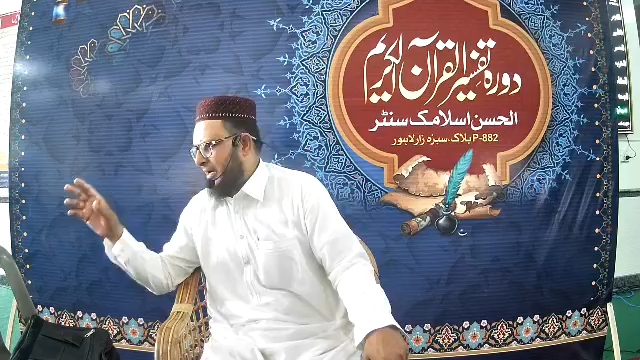 دورہ تفسیر القرآن الکریم
الحسن اسلامک سنٹر
P-882 بلاک، سبزہ زار لاہور